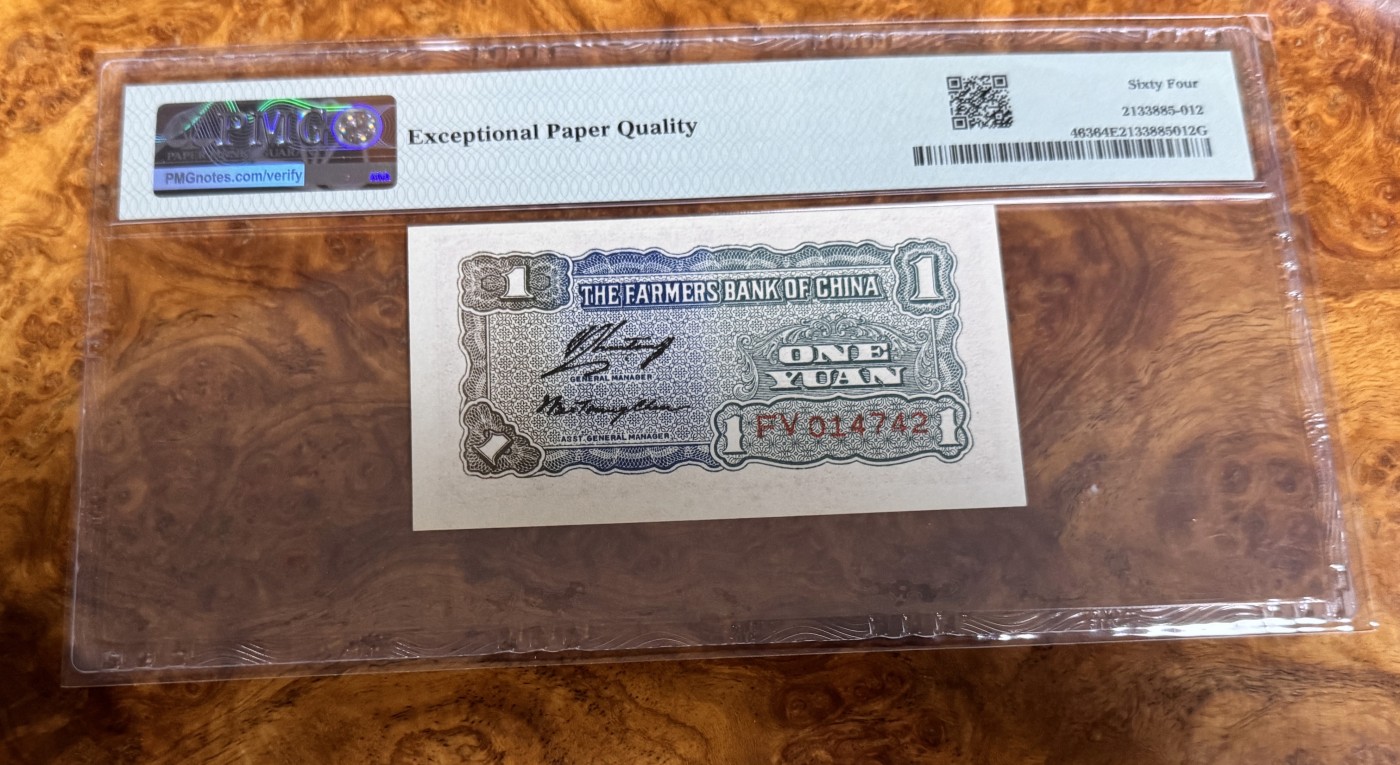 PMG
PMGnotes.com/verify
Exceptional Paper Quality
Sixty Four
2133885-012
46364E2133885012G
1
THE FARMERS BANK OF CHINA
1
GENERAL MANAGER
ONE
YUAN
ASST. GENERAL MANAGER
1
1
FV 014742
1